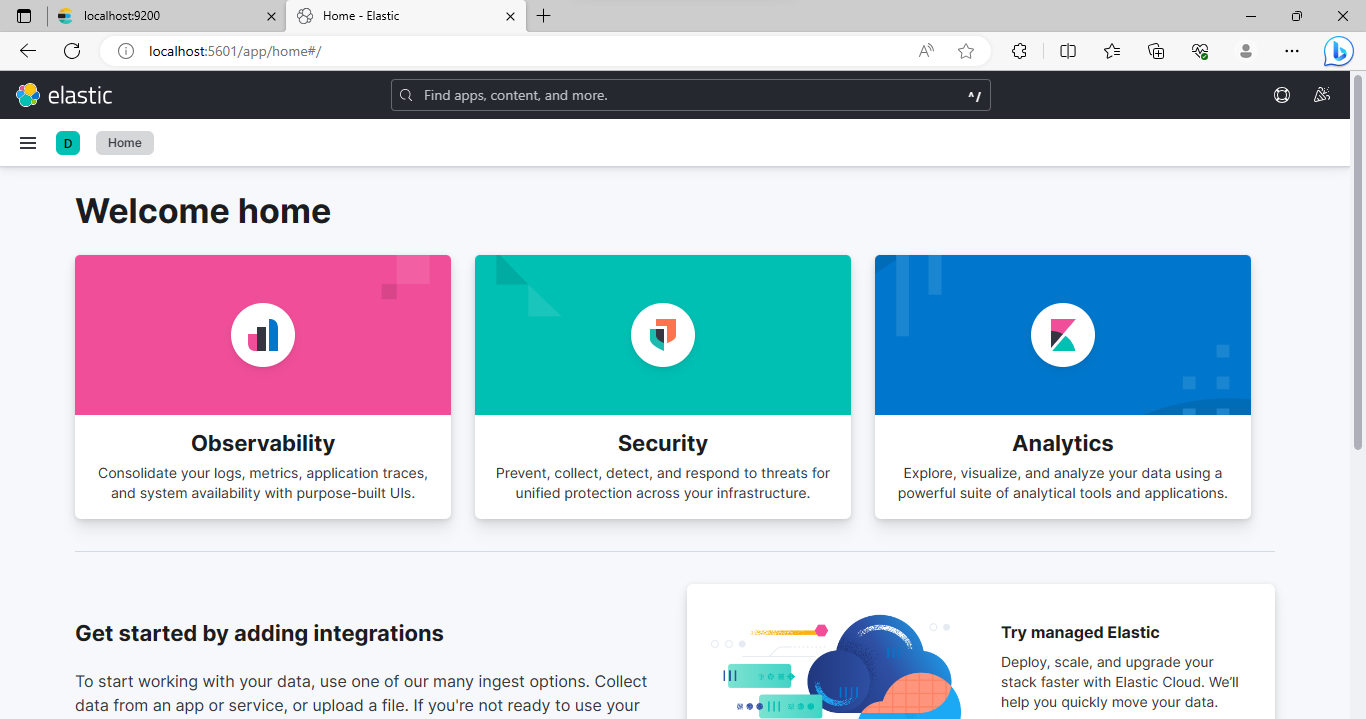 localhost:9200
Home - Elastic
localhost:5601/app/home#/
elastic
Find apps, content, and more.
^/
D
Home
Welcome home
Observability
Consolidate your logs, metrics, application traces,
and system availability with purpose-built UIs.
Security
Prevent, collect, detect, and respond to threats for
unified protection across your infrastructure.
Analytics
Explore, visualize, and analyze your data using a
powerful suite of analytical tools and applications.
Get started by adding integrations
To start working with your data, use one of our many ingest options. Collect
data from an app or service, or upload a file. If you're not ready to use your
Try managed Elastic
Deploy, scale, and upgrade your
stack faster with Elastic Cloud. We’ll
help you quickly move your data.